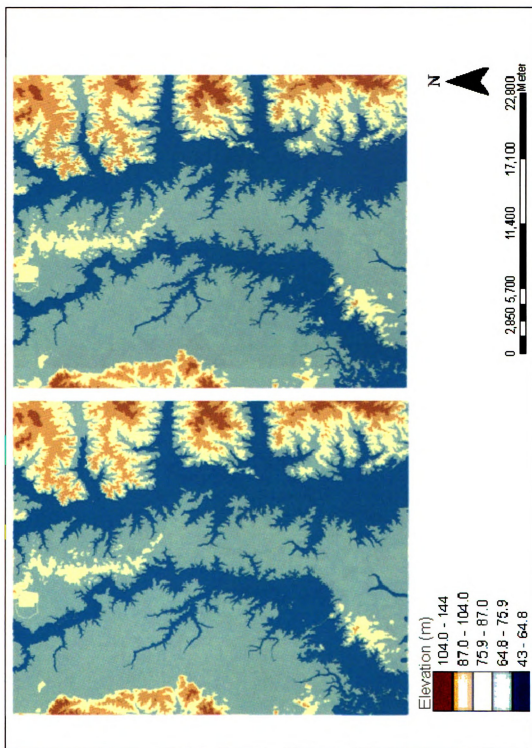 Elevation (m)
104.0 - 144
87.0 - 104.0
75.9 - 87.0
64.8 - 75.9
43 - 64.8
N
0 2,850 5,700 11,400 17,100 22,800
Meter